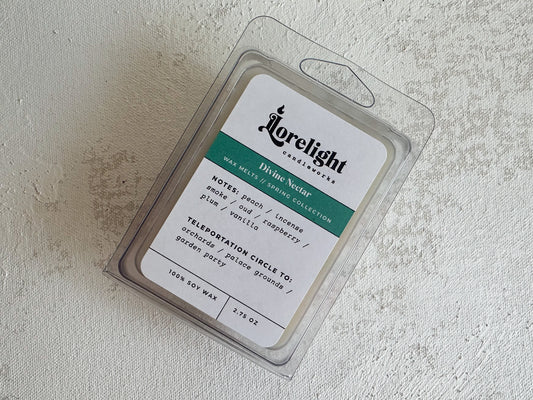 Lorelight
candleworks
Divine Nectar
WAX MELTS // SPRING COLLECTION
NOTES: peach / incense
smoke / oud / raspberry /
plum / vanilla
TELEPORTATION CIRCLE TO:
orchards / palace grounds /
garden party
100% SOY WAX
2.75 OZ